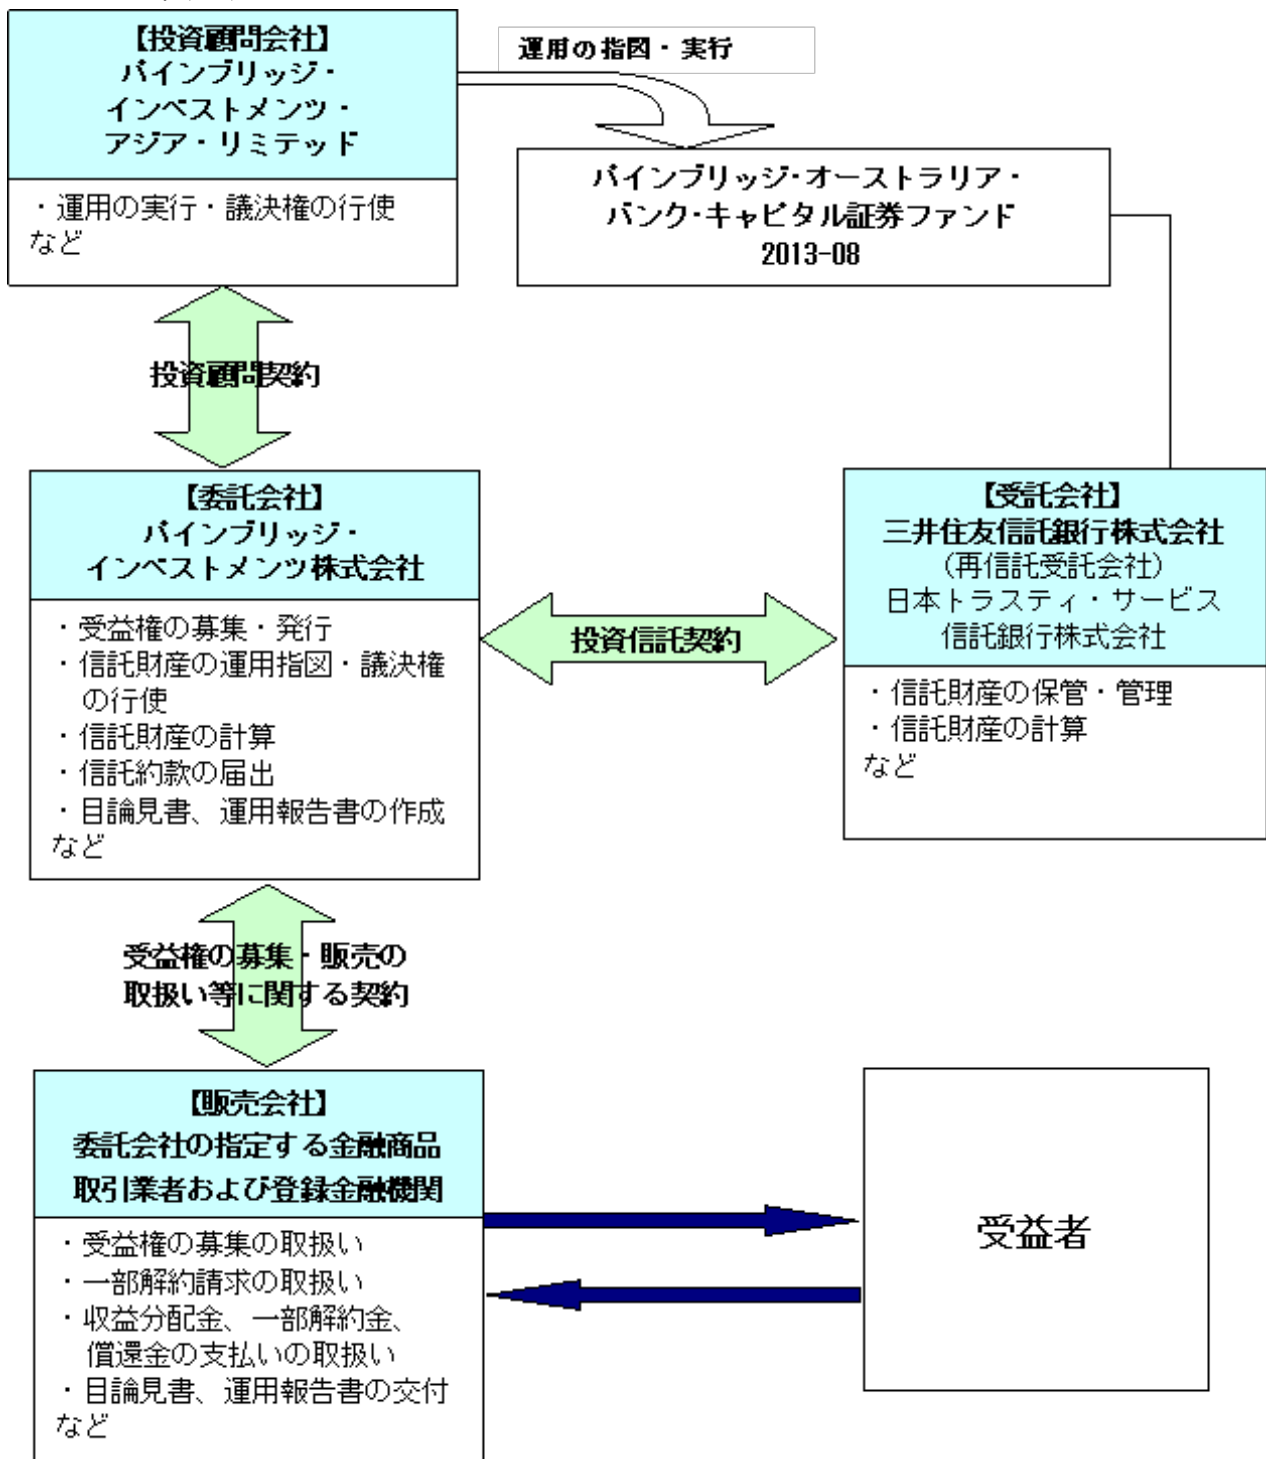 【投資顧問会社】
パインブリッジ・
インベストメンツ・
アジア・リミテッド
・運用の実行・議決権の行使
など
運用の指図・実行
パインブリッジ・オーストラリア・
バンク・キャピタル証券ファンド
2013-08
投資顧問契約
【委託会社】
パインブリッジ・
インベストメンツ株式会社
・受益権の募集・発行
・信託財産の運用指図・議決権
の行使
・信託財産の計算
・信託約款の届出
・目論見書、運用報告書の作成
など
投資信託契約
【受託会社】
三井住友信託銀行株式会社
（再信託受託会社）
日本トラスティ・サービス
信託銀行株式会社
・信託財産の保管・管理
・信託財産の計算
など
受益権の募集・販売の
取扱い等に関する契約
【販売会社】
委託会社の指定する金融商品
取引業者および登録金融機関
・受益権の募集の取扱い
・一部解約請求の取扱い
・収益分配金、一部解約金、
償還金の支払いの取扱い
・目論見書、運用報告書の交付
など
受益者